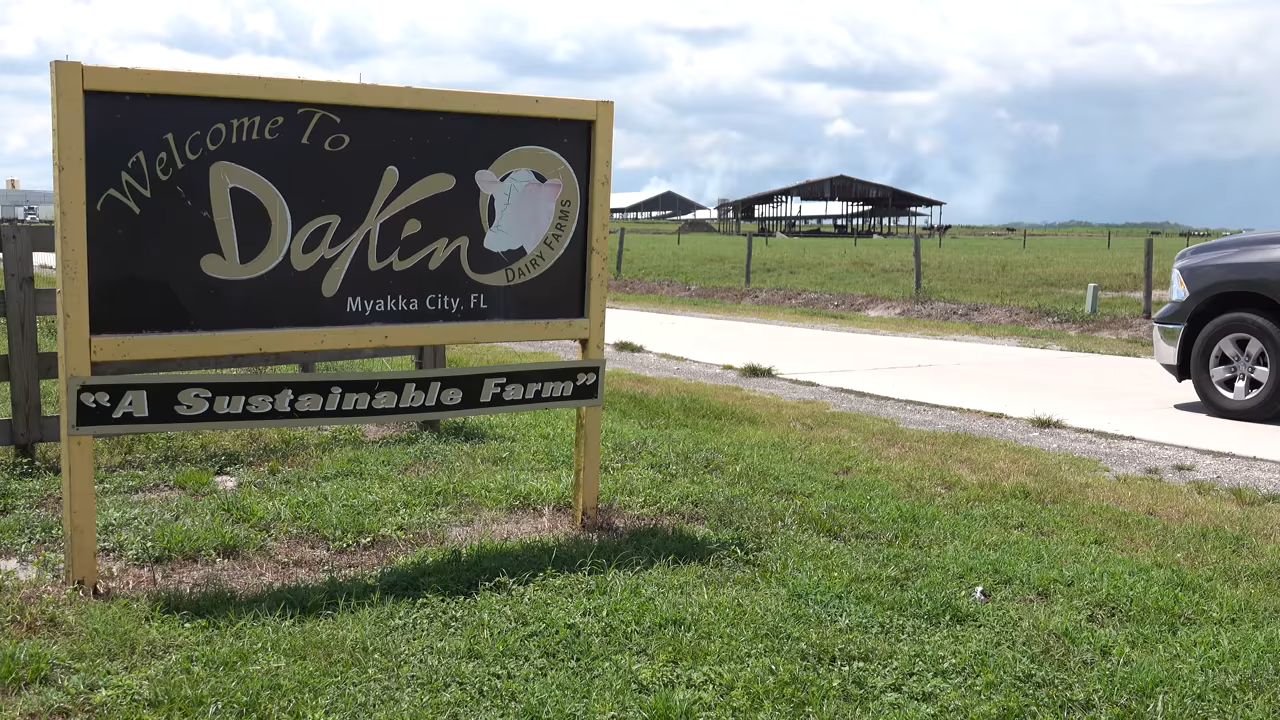 Welcome To
Dakin
DAIRY FARMS
Myakka City, FL
“A Sustainable Farm”